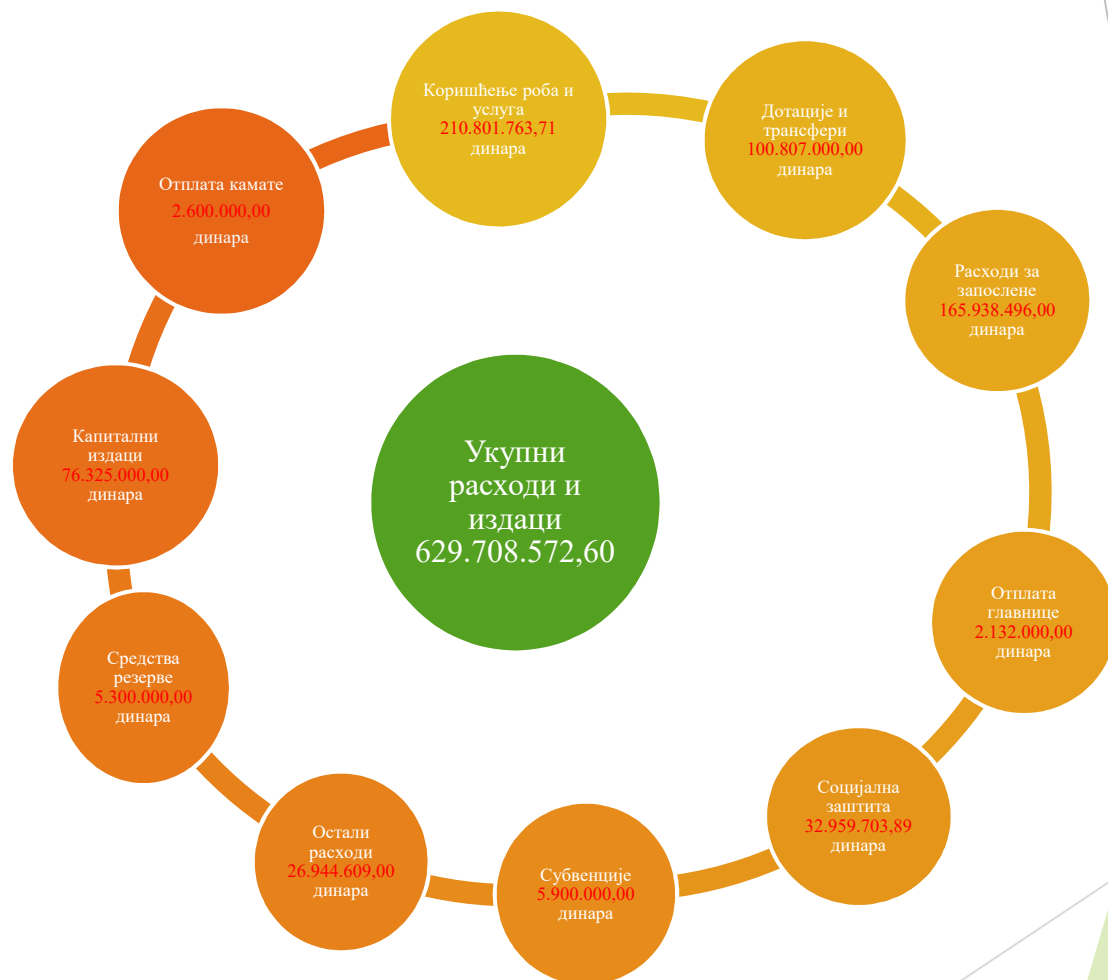 Коришћење роба и
услуга
210.801.763,71
динара
Дотације и
трансфери
100.807.000,00
динара
Расходи за
запослене
165.938.496,00
динара
Отплата
главнице
2.132.000,00
динара
Социјална
заштита
32.959.703,89
динара
Субвенције
5.900.000,00
динара
Остали
расходи
26.944.609,00
динара
Средства
резерве
5.300.000,00
динара
Капитални
издаци
76.325.000,00
динара
Отплата камате
2.600.000,00
динара
Укупни
расходи и
издаци
629.708.572,60